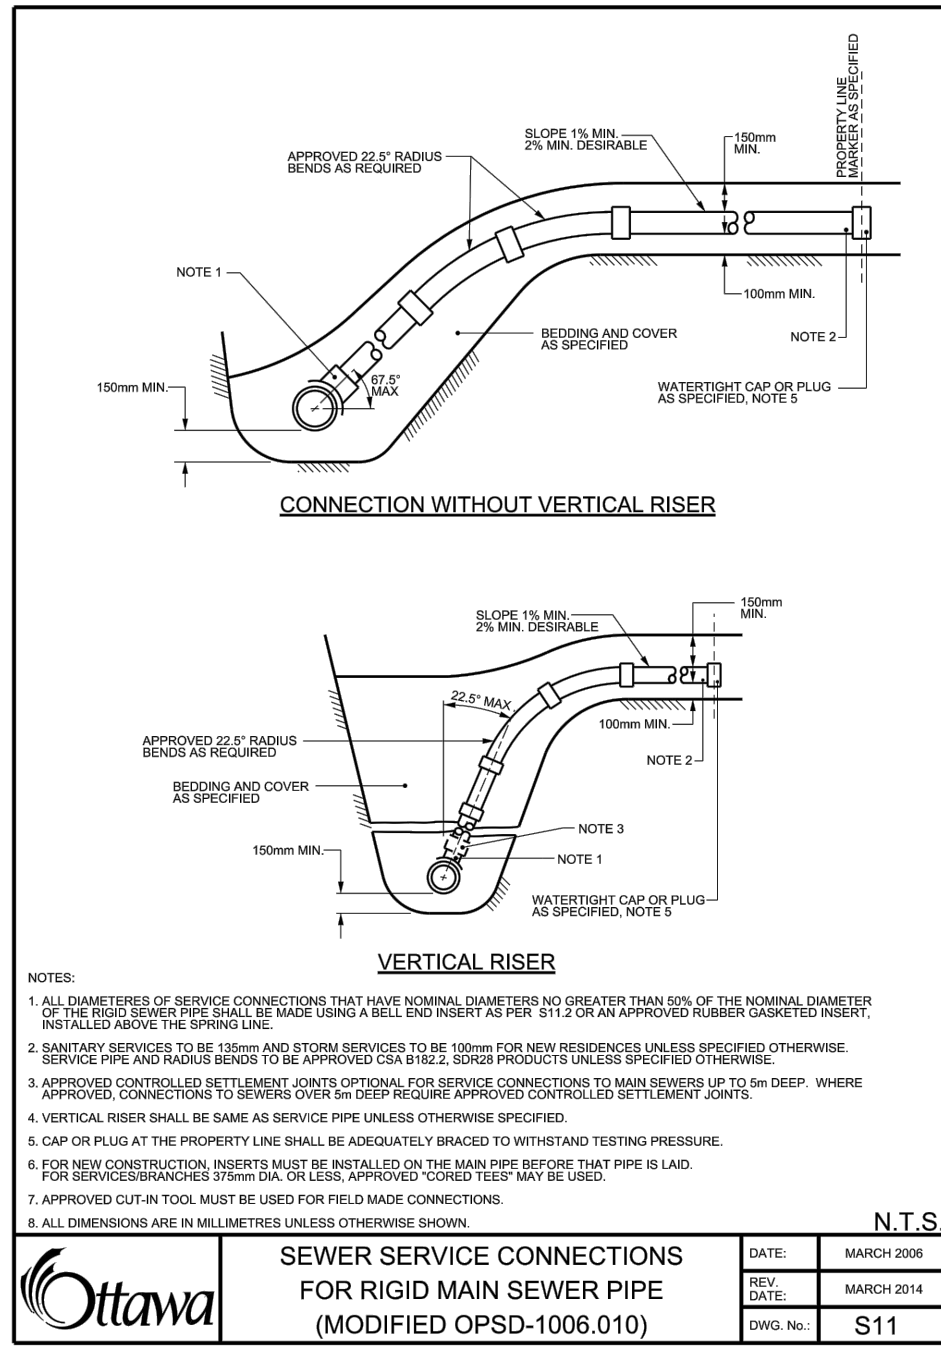 PROPERTY LINE
MARKER AS SPECIFIED
SLOPE 1% MIN.
2% MIN. DESIRABLE
150mm
MIN.
APPROVED 22.5° RADIUS
BENDS AS REQUIRED
NOTE 1
100mm MIN.
BEDDING AND COVER
AS SPECIFIED
NOTE 2
150mm MIN.
67.5°
MAX
WATERTIGHT CAP OR PLUG
AS SPECIFIED, NOTE 5
CONNECTION WITHOUT VERTICAL RISER
150mm
MIN.
SLOPE 1% MIN.
2% MIN. DESIRABLE
22.5° MAX
100mm MIN.
APPROVED 22.5° RADIUS
BENDS AS REQUIRED
NOTE 2
BEDDING AND COVER
AS SPECIFIED
NOTE 3
150mm MIN.
NOTE 1
WATERTIGHT CAP OR PLUG
AS SPECIFIED, NOTE 5
VERTICAL RISER
NOTES:
1. ALL DIAMETERES OF SERVICE CONNECTIONS THAT HAVE NOMINAL DIAMETERS NO GREATER THAN 50% OF THE NOMINAL DIAMETER
OF THE RIGID SEWER PIPE SHALL BE MADE USING A BELL END INSERT AS PER S11.2 OR AN APPROVED RUBBER GASKETED INSERT,
INSTALLED ABOVE THE SPRING LINE.
2. SANITARY SERVICES TO BE 135mm AND STORM SERVICES TO BE 100mm FOR NEW RESIDENCES UNLESS SPECIFIED OTHERWISE.
SERVICE PIPE AND RADIUS BENDS TO BE APPROVED CSA B182.2, SDR28 PRODUCTS UNLESS SPECIFIED OTHERWISE.
3. APPROVED CONTROLLED SETTLEMENT JOINTS OPTIONAL FOR SERVICE CONNECTIONS TO MAIN SEWERS UP TO 5m DEEP. WHERE
APPROVED, CONNECTIONS TO SEWERS OVER 5m DEEP REQUIRE APPROVED CONTROLLED SETTLEMENT JOINTS.
4. VERTICAL RISER SHALL BE SAME AS SERVICE PIPE UNLESS OTHERWISE SPECIFIED.
5. CAP OR PLUG AT THE PROPERTY LINE SHALL BE ADEQUATELY BRACED TO WITHSTAND TESTING PRESSURE.
6. FOR NEW CONSTRUCTION, INSERTS MUST BE INSTALLED ON THE MAIN PIPE BEFORE THAT PIPE IS LAID.
FOR SERVICES/BRANCHES 375mm DIA. OR LESS, APPROVED "CORED TEES" MAY BE USED.
7. APPROVED CUT-IN TOOL MUST BE USED FOR FIELD MADE CONNECTIONS.
8. ALL DIMENSIONS ARE IN MILLIMETRES UNLESS OTHERWISE SHOWN.
N.T.S.
Ottawa
SEWER SERVICE CONNECTIONS
FOR RIGID MAIN SEWER PIPE
(MODIFIED OPSD-1006.010)
DATE: MARCH 2006
REV.
DATE: MARCH 2014
DWG. No.: S11